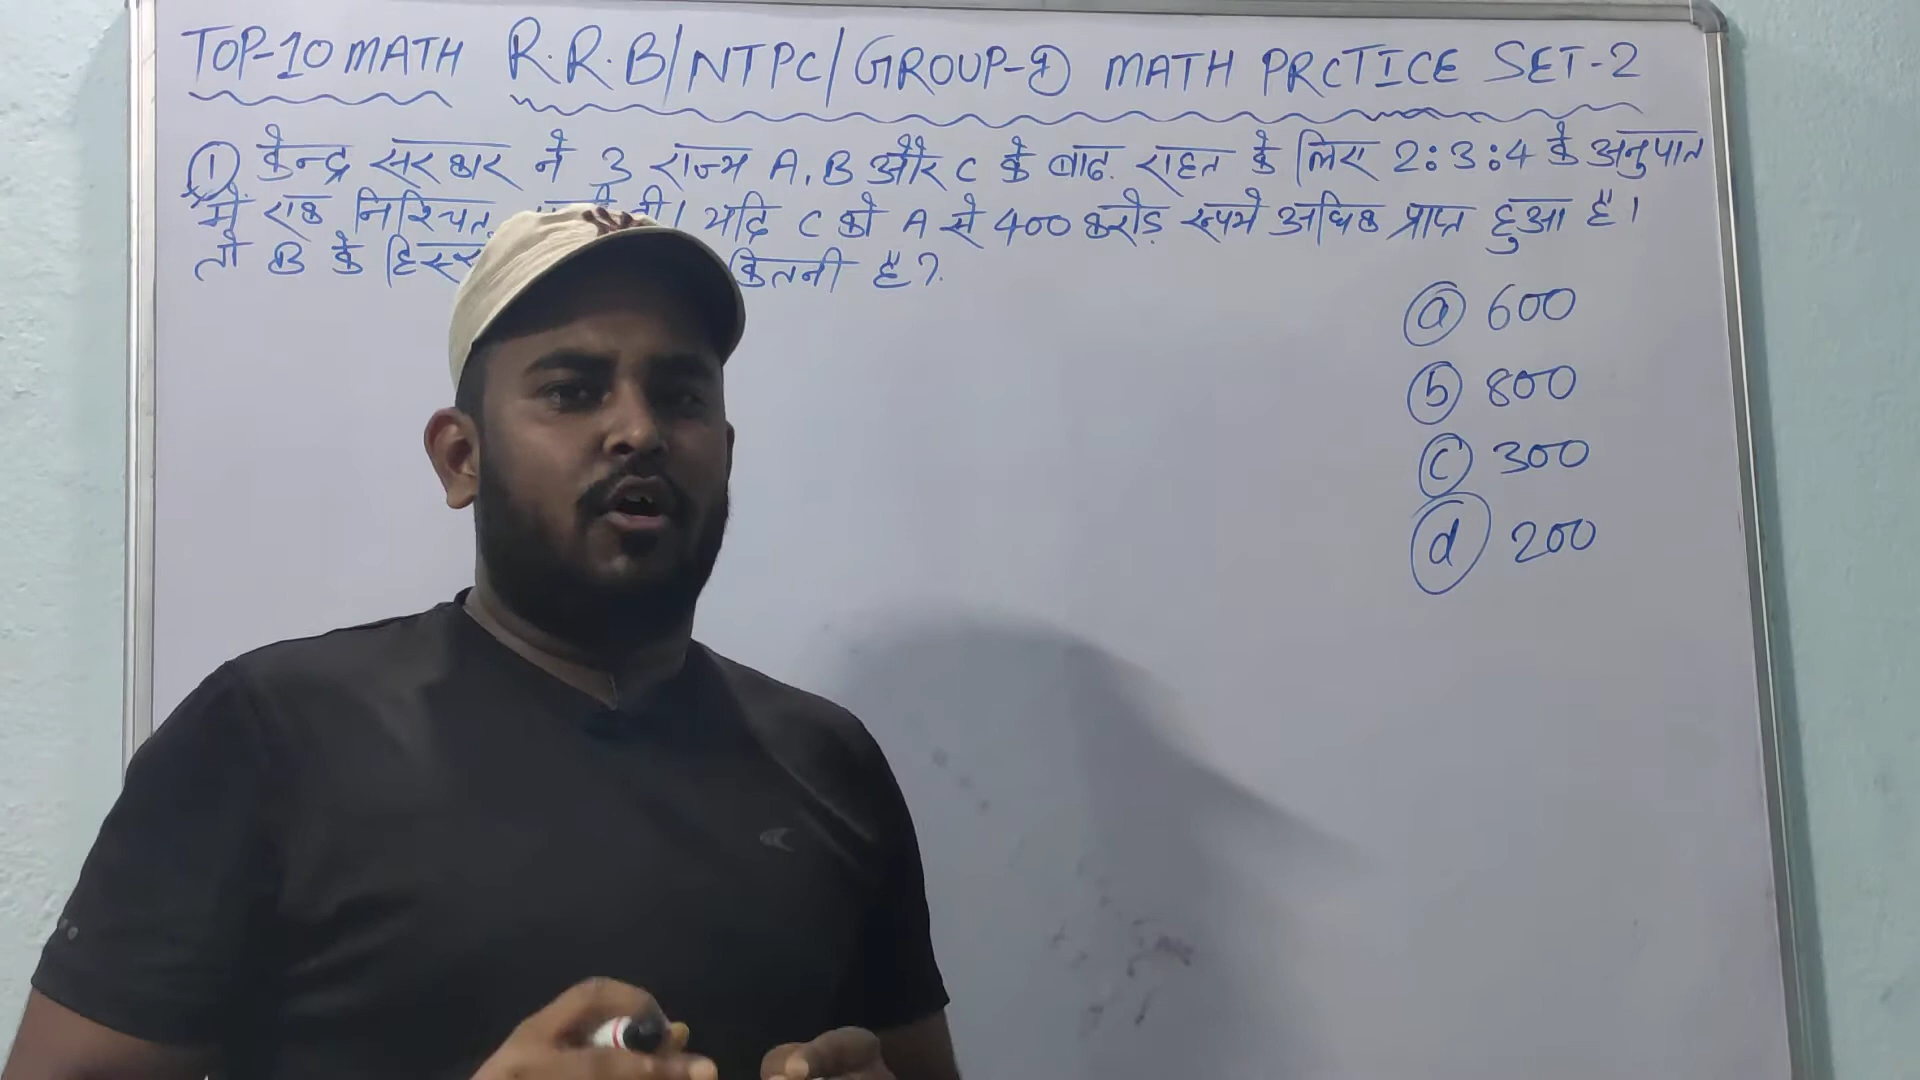 TOP-10 MATH R.R.B/NTPC/GROUP-D MATH PRCTICE SET-2
① केन्द्र सरकार ने 3 राज्य A, B और C के बाढ़ राहत के लिए 2:3:4 के अनुपात
में एक निश्चित यदि C को A से 400 करोड़ रूपये अधिक प्राप्त हुआ है।
तो B के कितनी है?
ⓐ 600
ⓑ 800
ⓒ 300
ⓓ 200